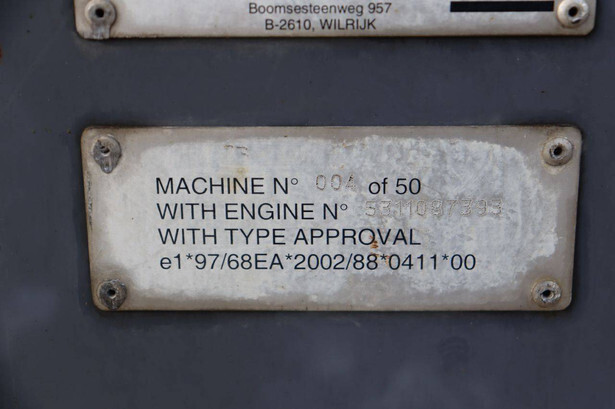 Boomsesteenweg 957
B-2610, WILRIJK
MACHINE N° 004 of 50
WITH ENGINE N°
WITH TYPE APPROVAL
e1*97/68EA*2002/88*0411*00